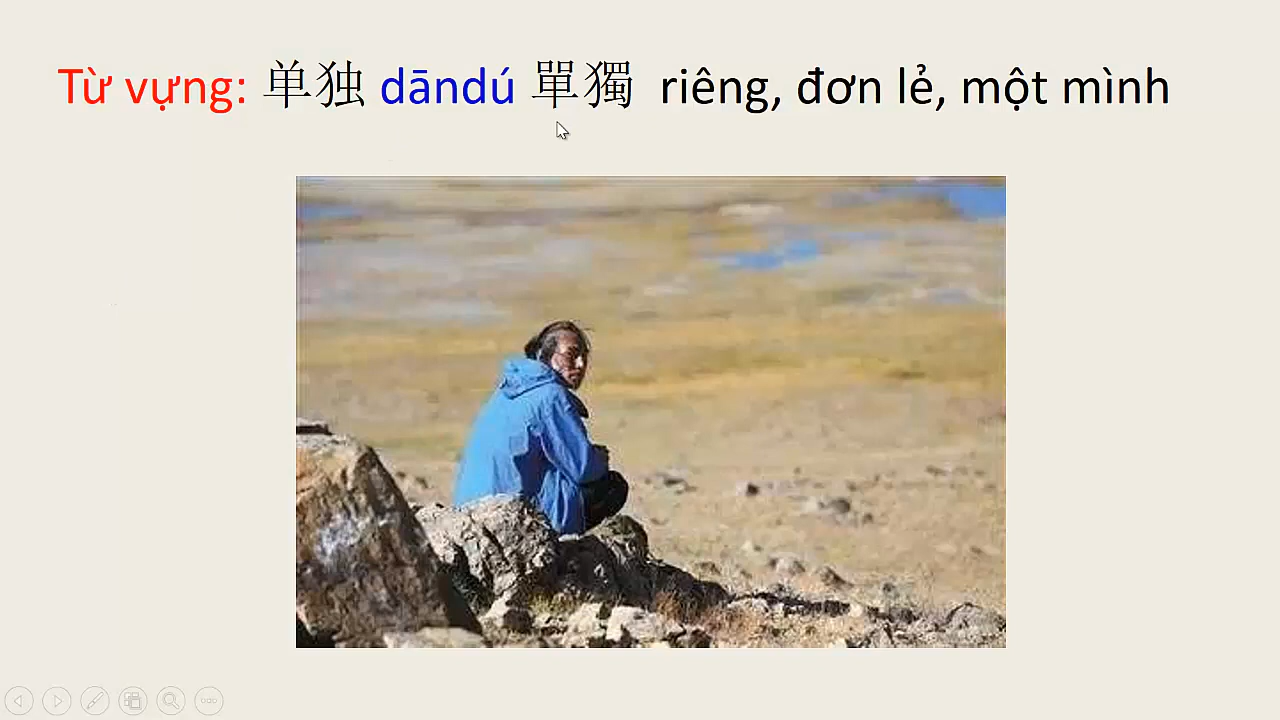 Từ vựng: 单独 dāndú 單獨 riêng, đơn lẻ, một mình